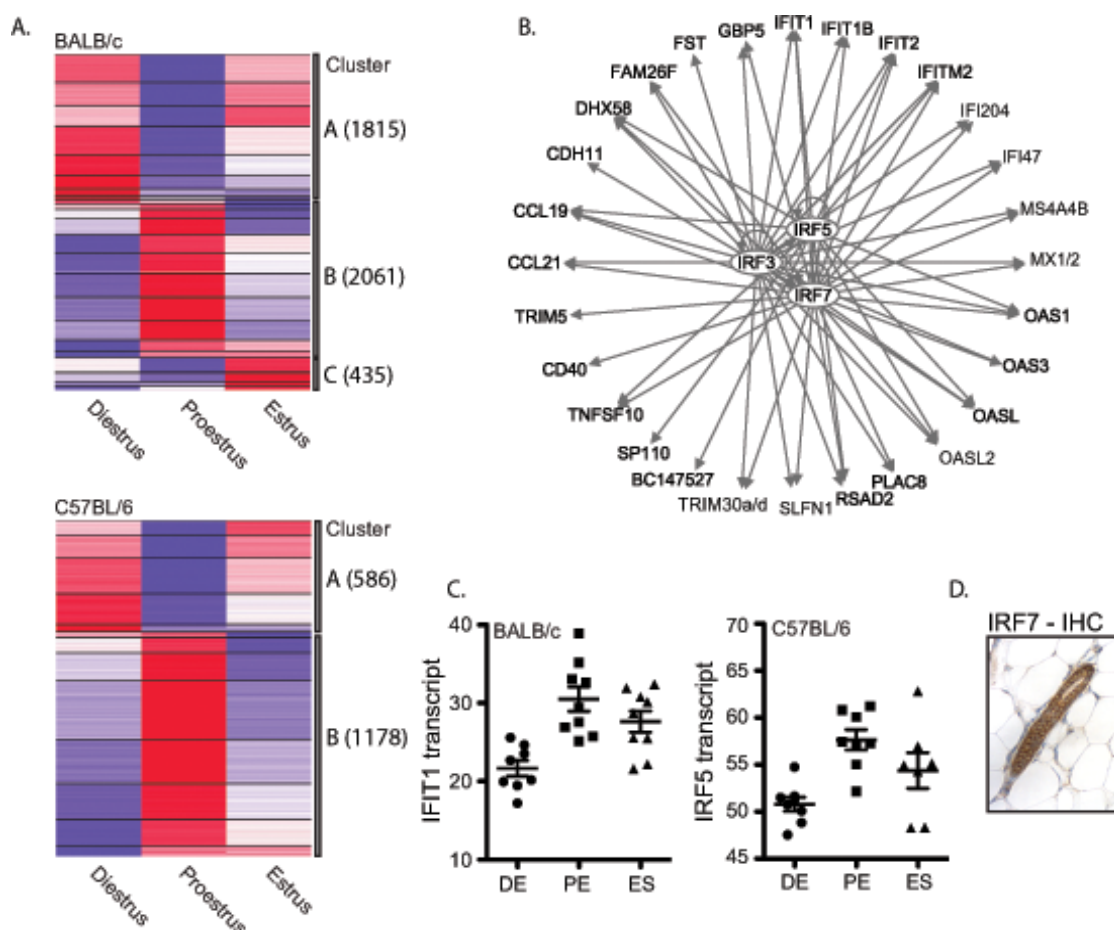 A.
BALB/c
Cluster
A (1815)
B (2061)
C (435)
Diestrus
Proestrus
Estrus
C57BL/6
Cluster
A (586)
B (1178)
Diestrus
Proestrus
Estrus
B.
IFIT1
IFIT1B
GBP5
IFIT2
FST
IFITM2
FAM26F
IFI204
DHX58
IFI47
CDH11
MS4A4B
CCL19
IRF5
IRF3
MX1/2
CCL21
IRF7
OAS1
TRIM5
OAS3
CD40
OASL
TNFSF10
OASL2
SP110
PLAC8
BC147527
RSAD2
TRIM30a/d
SLFN1
C.
BALB/c
IFIT1 transcript
40
30
20
10
DE PE ES
C57BL/6
IRF5 transcript
70
65
60
55
50
45
DE PE ES
D.
IRF7 - IHC